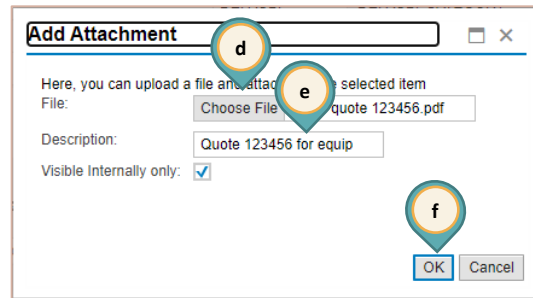 Add Attachment
d
Here, you can upload a file and attac e selected item
e
File:
Choose File
quote 123456.pdf
Description:
Quote 123456 for equip
Visible Internally only:
f
OK
Cancel